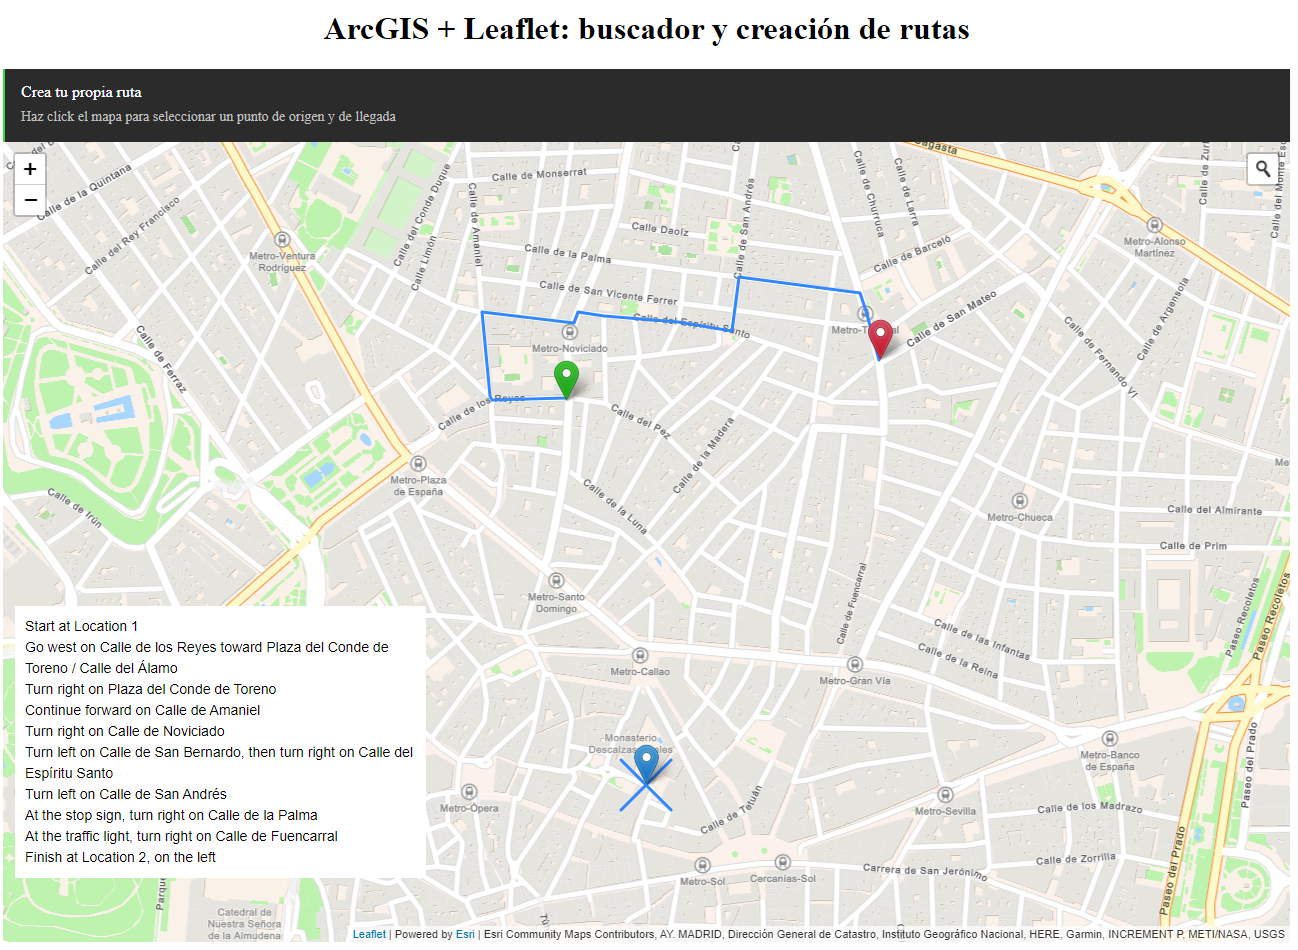 ArcGIS + Leaflet: buscador y creación de rutas
Crea tu propia ruta
Haz click el mapa para seleccionar un punto de origen y de llegada
+
−
Calle de la Quintana
Calle del Rey Francisco
Metro-Ventura
Rodríguez
Calle del Conde Duque
Calle Limón
Calle de Amaniel
Calle de Monserrat
Calle Daoíz
Calle de la Palma
Calle de San Andrés
Calle de San Vicente Ferrer
Calle del Espíritu Santo
Calle de Churruca
Calle de Larra
Sagasta
Calle de Barceló
Metro-Alonso
Martínez
Calle de San Mateo
Calle de Argensola
Calle de Fernando VI
Metro-Noviciado
Calle de Ferraz
Calle de los Reyes
Calle del Pez
Calle de la Madera
Calle de la Luna
Metro-Plaza
de España
Calle de Irún
Metro-Chueca
Calle del Almirante
Calle de Prim
Metro-Santo
Domingo
Calle de Fuencarral
Calle de las Infantas
Calle de la Reina
Paseo Recoletos
Paseo Recoletos
Metro-Callao
Metro-Gran Vía
Monasterio
Metro-Banco
de España
Paseo del Prado
Metro-Ópera
Calle de Tetuán
Metro-Sevilla
Calle de los Madrazo
Calle de Zorrilla
Metro-Sol
Cercanías-Sol
Carrera de San Jerónimo
Paseo del Prado
Catedral de
Nuestra Señora
de la Almudena
Start at Location 1
Go west on Calle de los Reyes toward Plaza del Conde de
Toreno / Calle del Álamo
Turn right on Plaza del Conde de Toreno
Continue forward on Calle de Amaniel
Turn right on Calle de Noviciado
Turn left on Calle de San Bernardo, then turn right on Calle del
Espíritu Santo
Turn left on Calle de San Andrés
At the stop sign, turn right on Calle de la Palma
At the traffic light, turn right on Calle de Fuencarral
Finish at Location 2, on the left
Leaflet | Powered by Esri | Esri Community Maps Contributors, AY. MADRID, Dirección General de Catastro, Instituto Geográfico Nacional, HERE, Garmin, INCREMENT P, METI/NASA, USGS